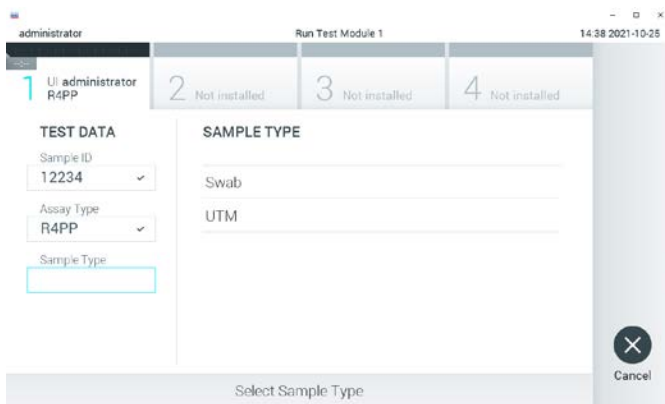 administrator Run Test Module 1 14:38 2021-10-25
1 UI administrator
R4PP
2 Not installed
3 Not installed
4 Not installed
TEST DATA
Sample ID
12234
Assay Type
R4PP
Sample Type
SAMPLE TYPE
Swab
UTM
Cancel
Select Sample Type